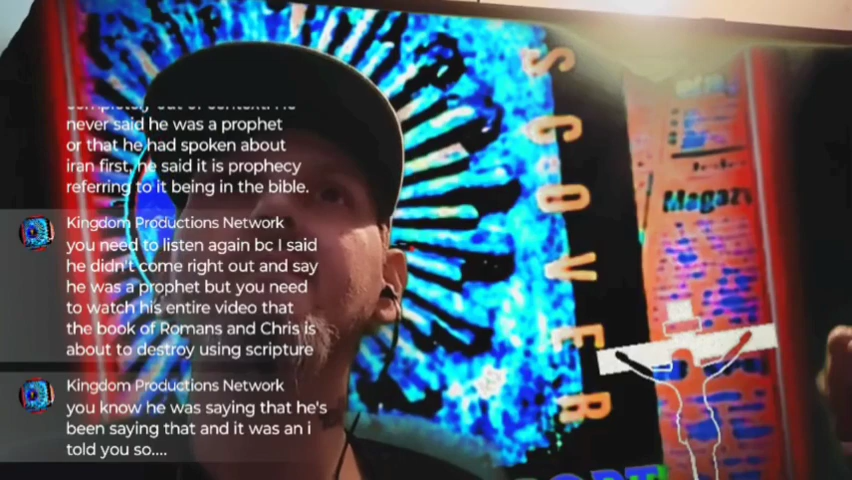 never said he was a prophet
or that he had spoken about
iran first, he said it is prophecy
referring to it being in the bible.
Kingdom Productions Network
you need to listen again bc I said
he didn't come right out and say
he was a prophet but you need
to watch his entire video that
the book of Romans and Chris is
about to destroy using scripture
Kingdom Productions Network
you know he was saying that he's
been saying that and it was an i
told you so....
SGOVER